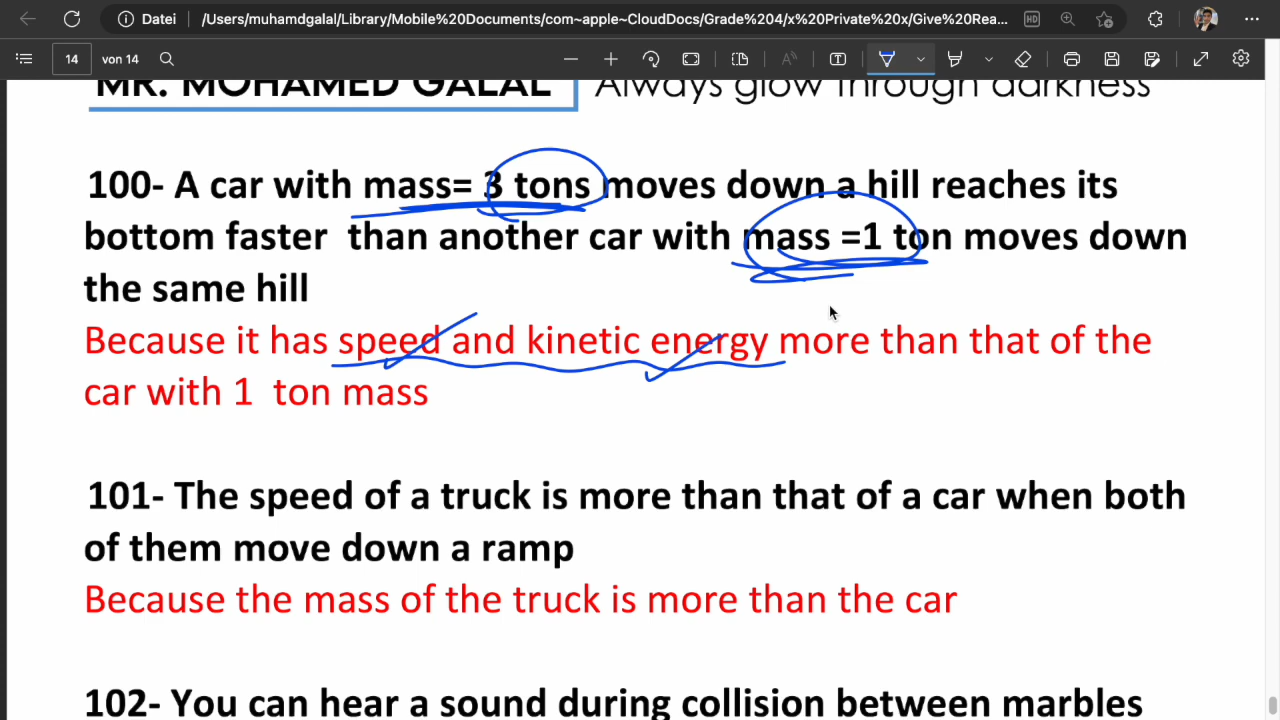 Datei /Users/muhamdgalal/Library/Mobile%20Documents/com~apple~CloudDocs/Grade%204/x%20Private%20x/Give%20Rea... HD
14 von 14
MR. MOHAMED GALAL Always glow through darkness
100- A car with mass= 3 tons moves down a hill reaches its
bottom faster than another car with mass =1 ton moves down
the same hill
Because it has speed and kinetic energy more than that of the
car with 1 ton mass
101- The speed of a truck is more than that of a car when both
of them move down a ramp
Because the mass of the truck is more than the car
102- You can hear a sound during collision between marbles